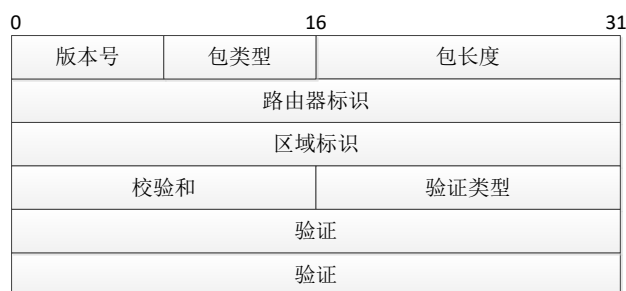 0 16 31
版本号 包类型 包长度
路由器标识
区域标识
校验和 验证类型
验证
验证